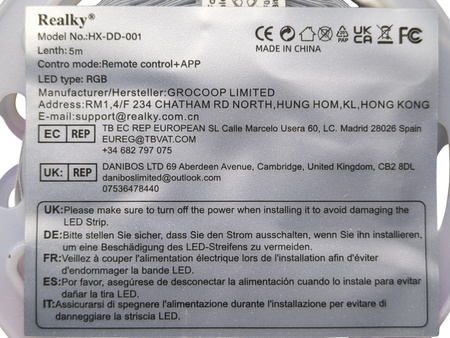 Realky®
Model No.:HX-DD-001
Lenth: 5m
Control mode:Remote control+APP
LED type: RGB
CE MADE IN CHINA PAP UK CA FC
Manufacturer/Hersteller:GROCOOP LIMITED
Address:RM1,4/F 234 CHATHAM RD NORTH,HUNG HOM,KL,HONG KONG
E-mail:support@realky.com.cn
EC REP TB EC REP EUROPEAN SL Calle Marcelo Usera 60, LC. Madrid 28026 Spain
EUREG@TBVAT.COM
+34 682 797 075
UK: REP DANIBOS LTD 69 Aberdeen Avenue, Cambridge, United Kingdom, CB2 8DL
daniboslimited@outlook.com
07536478440
UK:Please make sure to turn off the power when installing it to avoid damaging the
LED Strip.
DE:Bitte stellen Sie sicher, dass Sie den Strom ausschalten, wenn Sie ihn installieren,
um eine Beschädigung des LED-Streifens zu vermeiden.
FR:Veillez à couper l'alimentation électrique lors de l'installation afin d'éviter
d'endommager la bande LED.
ES:Por favor, asegúrese de desconectar la alimentación cuando lo instale para evitar
dañar la tira LED.
IT:Assicurarsi di spegnere l'alimentazione durante l'installazione per evitare di
danneggiare la striscia LED.